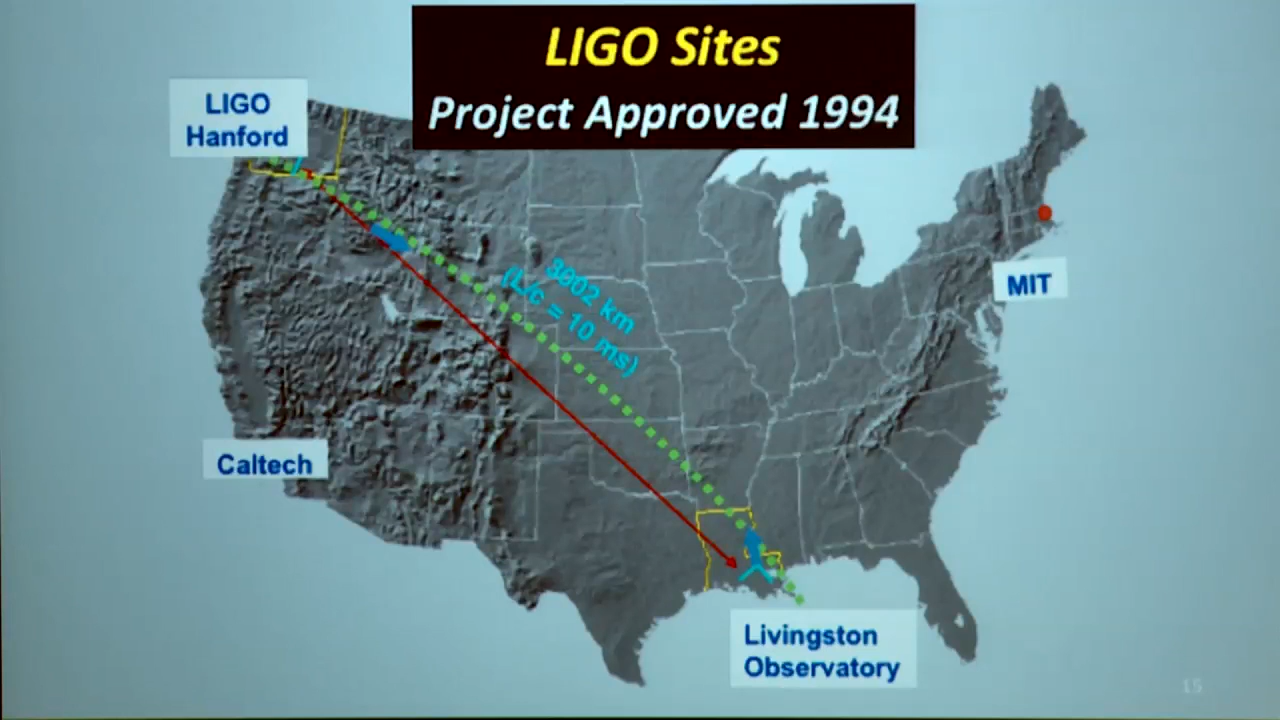 LIGO Sites
Project Approved 1994
LIGO
Hanford
3002 km
(L/c = 10 ms)
MIT
Caltech
Livingston
Observatory
15